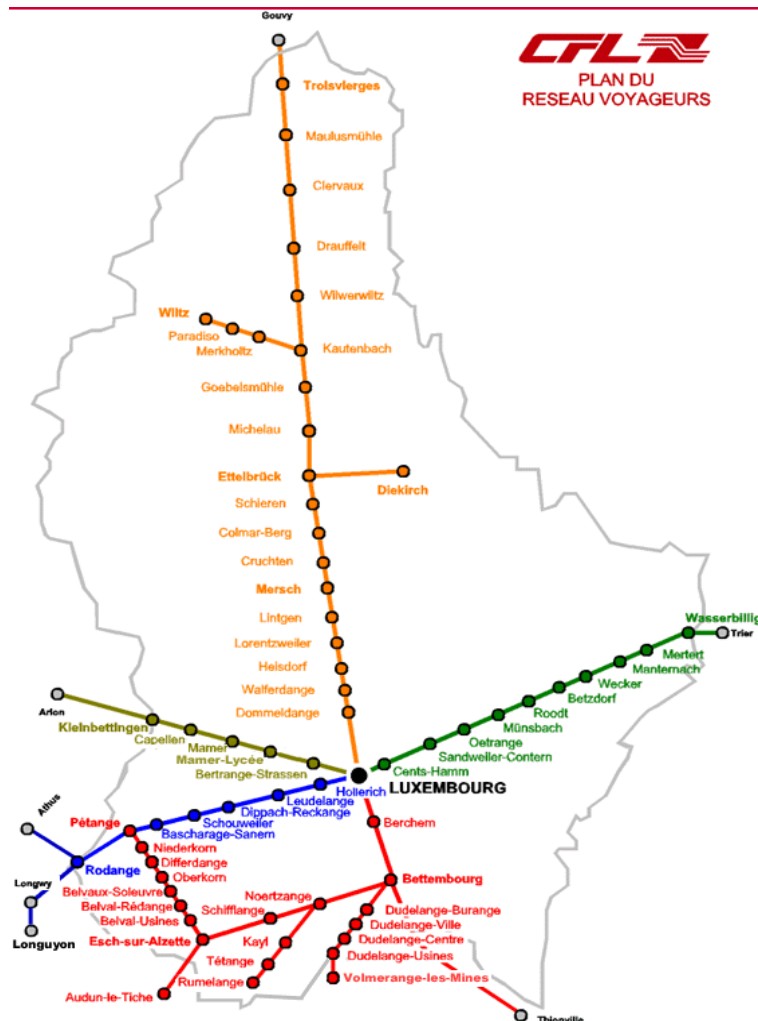 Gouvy
CFL
PLAN DU
RESEAU VOYAGEURS
Troisvierges
Maulusmühle
Clervaux
Drauffelt
Wilwerwiltz
Wiltz
Paradiso
Merkholtz
Kautenbach
Goebelsmühle
Michelau
Ettelbrück
Diekirch
Schieren
Colmar-Berg
Cruchten
Mersch
Lintgen
Lorentzweiler
Heisdorf
Walferdange
Dommeldange
Wasserbillig
Trier
Mertert
Manternach
Wecker
Betzdorf
Roodt
Münsbach
Oetrange
Sandweiler-Contern
Cents-Hamm
Arlon
Kleinbettingen
Capellen
Mamer
Mamer-Lycée
Bertrange-Strassen
LUXEMBOURG
Hollerich
Leudelange
Dippach-Reckange
Schouweiler
Bascharage-Sanem
Athus
Pétange
Rodange
Longwy
Longuyon
Niederkorn
Differdange
Oberkorn
Belvaux-Soleuvre
Belval-Rédange
Belval-Usines
Esch-sur-Alzette
Audun-le-Tiche
Schifflange
Noertzange
Kayl
Tétange
Rumelange
Berchem
Bettembourg
Dudelange-Burange
Dudelange-Ville
Dudelange-Centre
Dudelange-Usines
Volmerange-les-Mines
Thionville